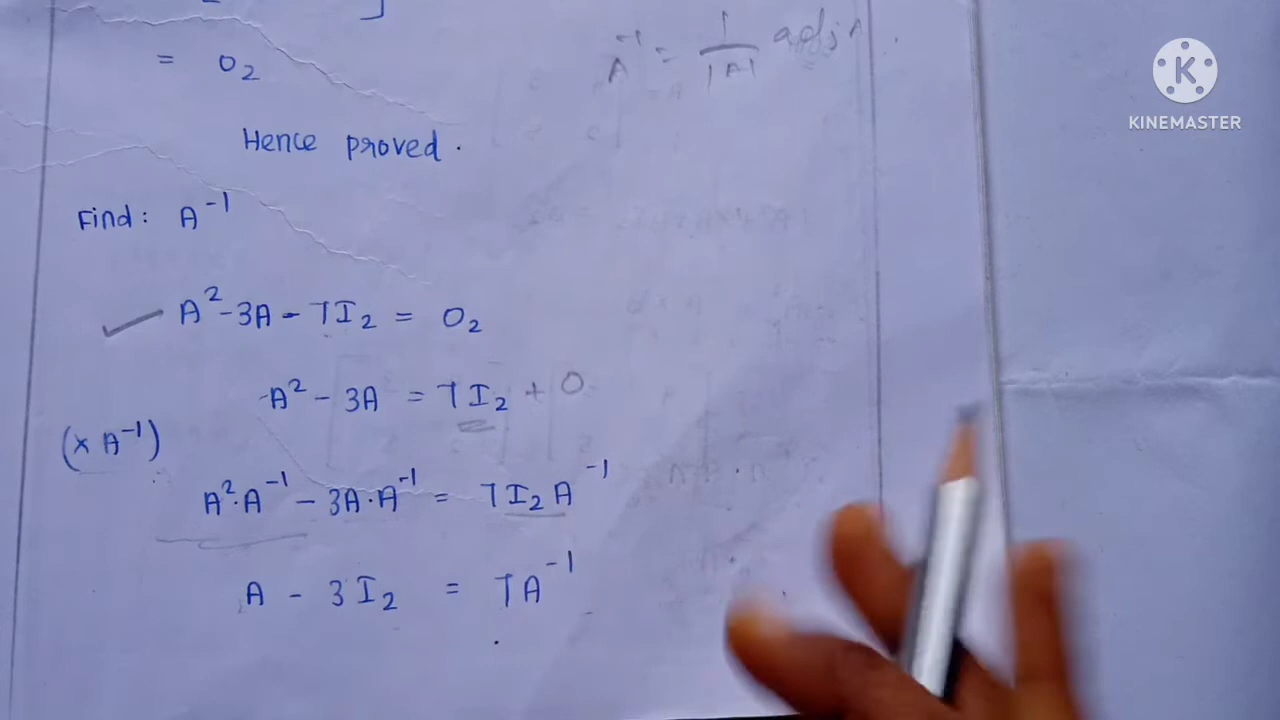 = O₂
A⁻¹ = 1/|A| adj A
K
KINEMASTER
Hence proved.
Find: A⁻¹
A² - 3A - 7I₂ = O₂
A² - 3A = 7I₂ + 0
(× A⁻¹)
A²·A⁻¹ - 3A·A⁻¹ = 7I₂A⁻¹
A - 3I₂ = 7A⁻¹